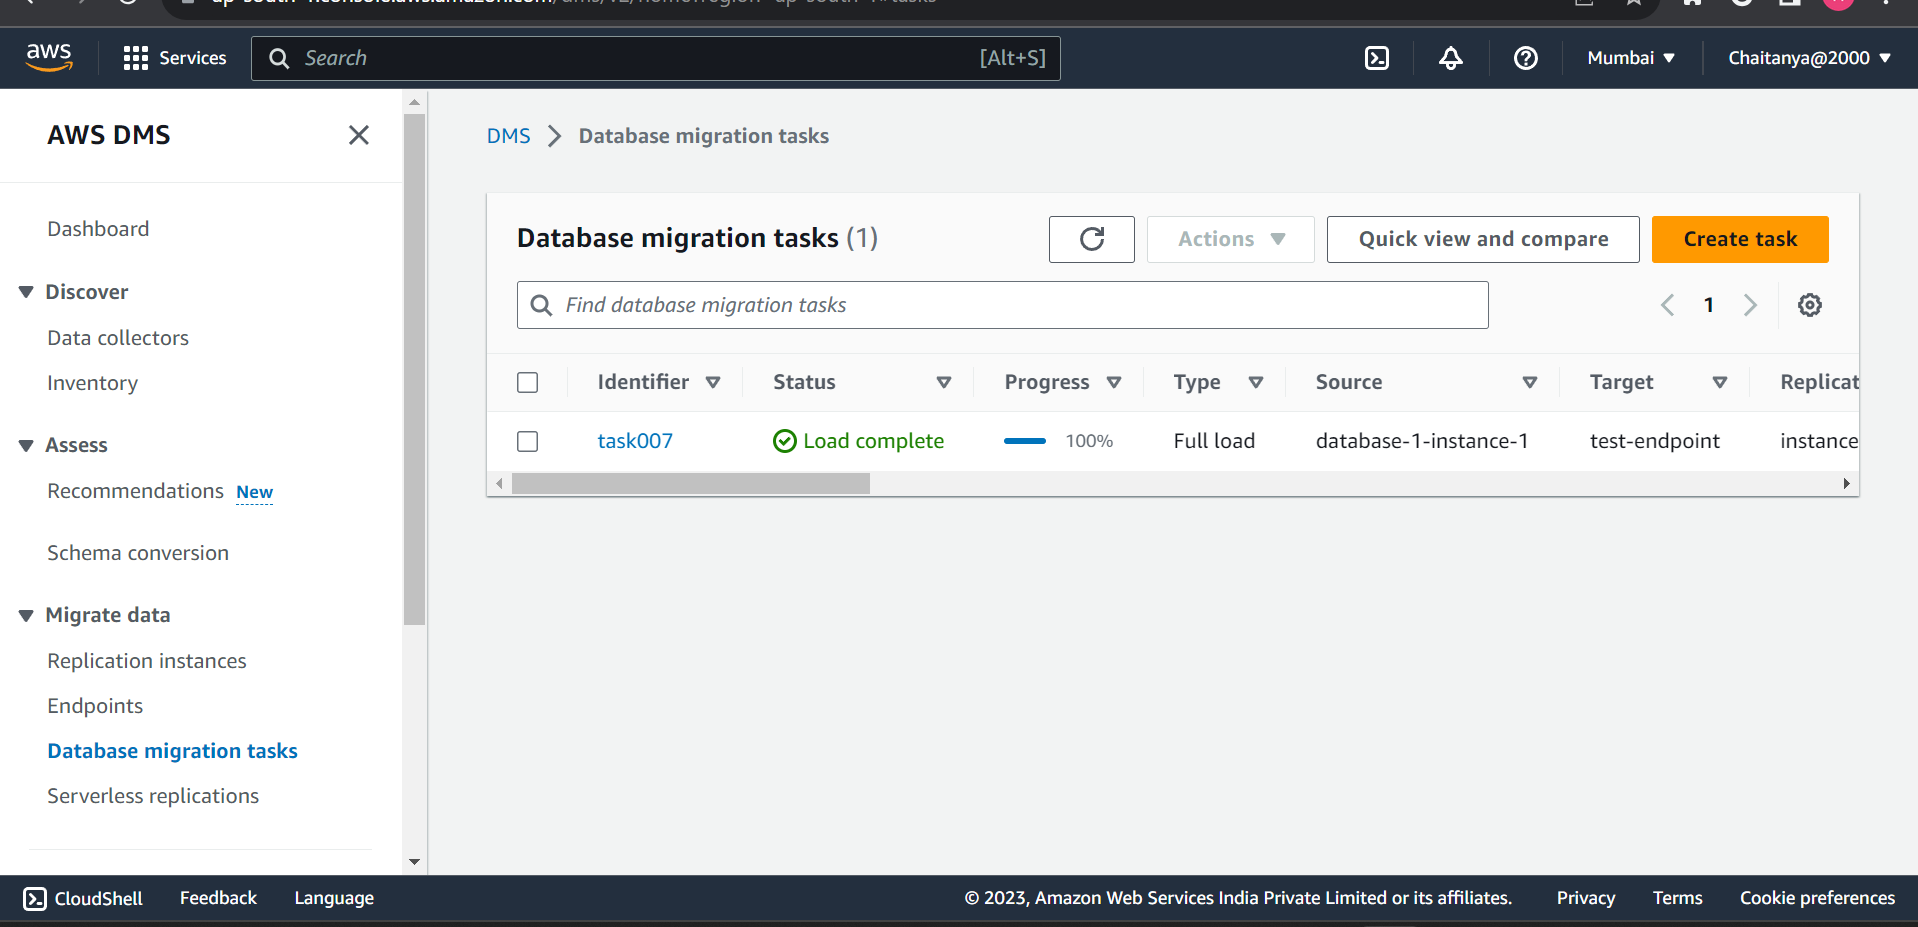 aws
Services
Search
[Alt+S]
Mumbai
Chaitanya@2000
AWS DMS
Dashboard
Discover
Data collectors
Inventory
Assess
Recommendations New
Schema conversion
Migrate data
Replication instances
Endpoints
Database migration tasks
Serverless replications
DMS
Database migration tasks
Database migration tasks (1)
Actions
Quick view and compare
Create task
Find database migration tasks
1
Identifier Status Progress Type Source Target Replicat
task007 Load complete 100% Full load database-1-instance-1 test-endpoint instance
CloudShell Feedback Language © 2023, Amazon Web Services India Private Limited or its affiliates. Privacy Terms Cookie preferences